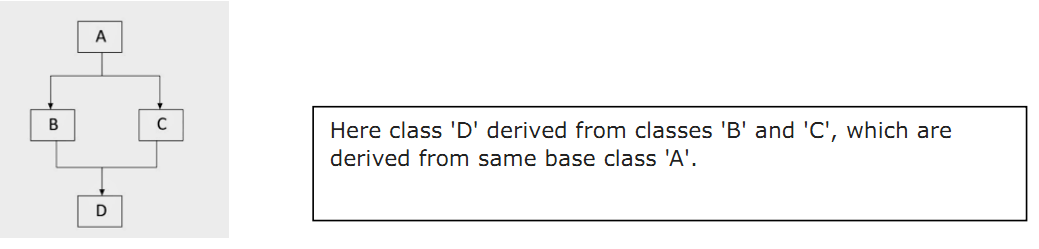 A
B
C
D
Here class 'D' derived from classes 'B' and 'C', which are
derived from same base class 'A'.